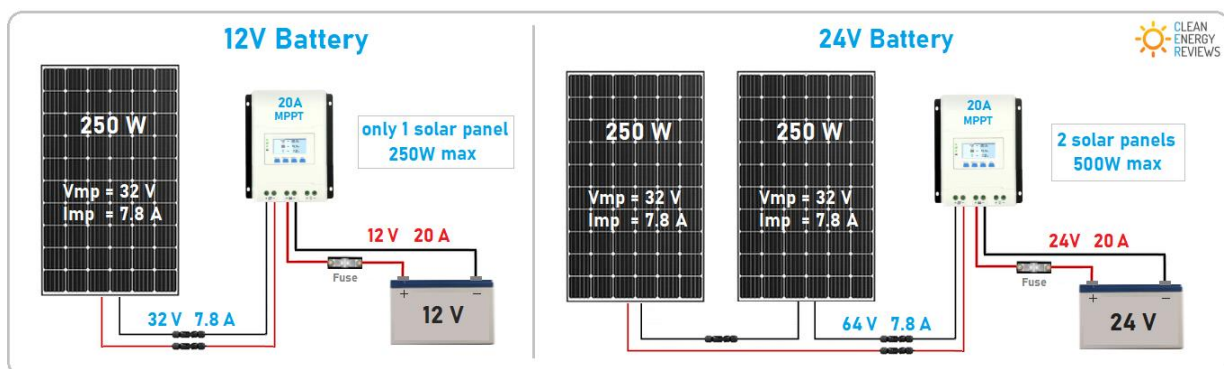 12V Battery
250 W
Vmp = 32 V
Imp = 7.8 A
20A
MPPT
only 1 solar panel
250W max
12 V 20 A
Fuse
+ −
12 V
32 V 7.8 A
24V Battery
CLEAN
ENERGY
REVIEWS
250 W
Vmp = 32 V
Imp = 7.8 A
250 W
Vmp = 32 V
Imp = 7.8 A
20A
MPPT
2 solar panels
500W max
24V 20 A
Fuse
+ −
24 V
64 V 7.8 A